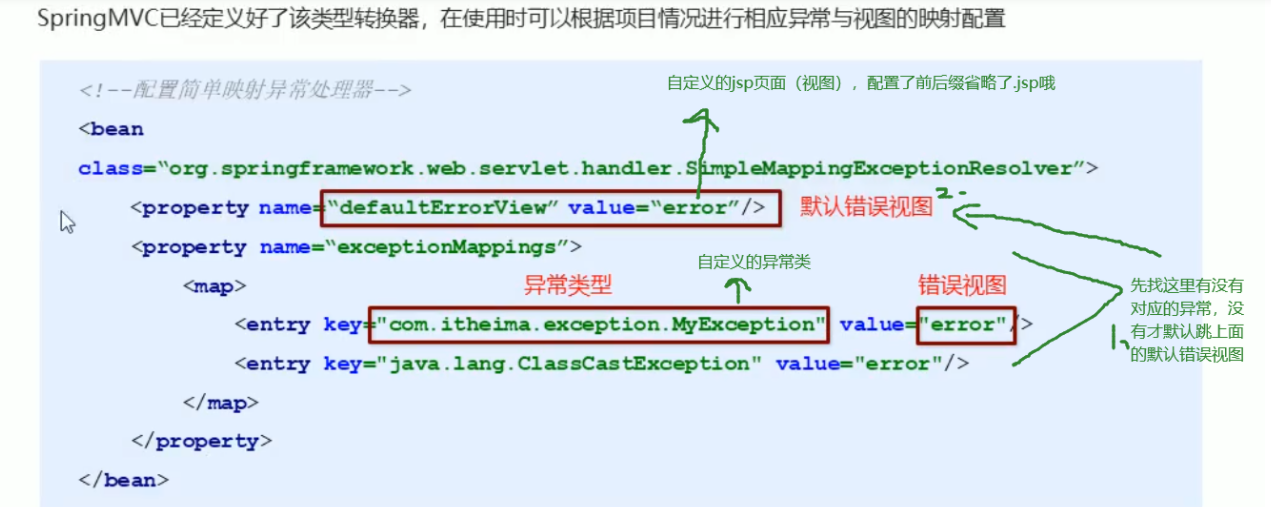 SpringMVC已经定义好了该类型转换器，在使用时可以根据项目情况进行相应异常与视图的映射配置
自定义的jsp页面（视图），配置了前后缀省略了.jsp哦
<!--配置简单映射异常处理器-->
<bean
class=“org.springframework.web.servlet.handler.SimpleMappingExceptionResolver”>
<property name=“defaultErrorView” value=“error”/>
默认错误视图
2.
<property name=“exceptionMappings”>
自定义的异常类
<map>
异常类型
错误视图
<entry key="com.itheima.exception.MyException" value="error"/>
<entry key="java.lang.ClassCastException" value="error"/>
1、
先找这里有没有
对应的异常，没
有才默认跳上面
的默认错误视图
</map>
</property>
</bean>